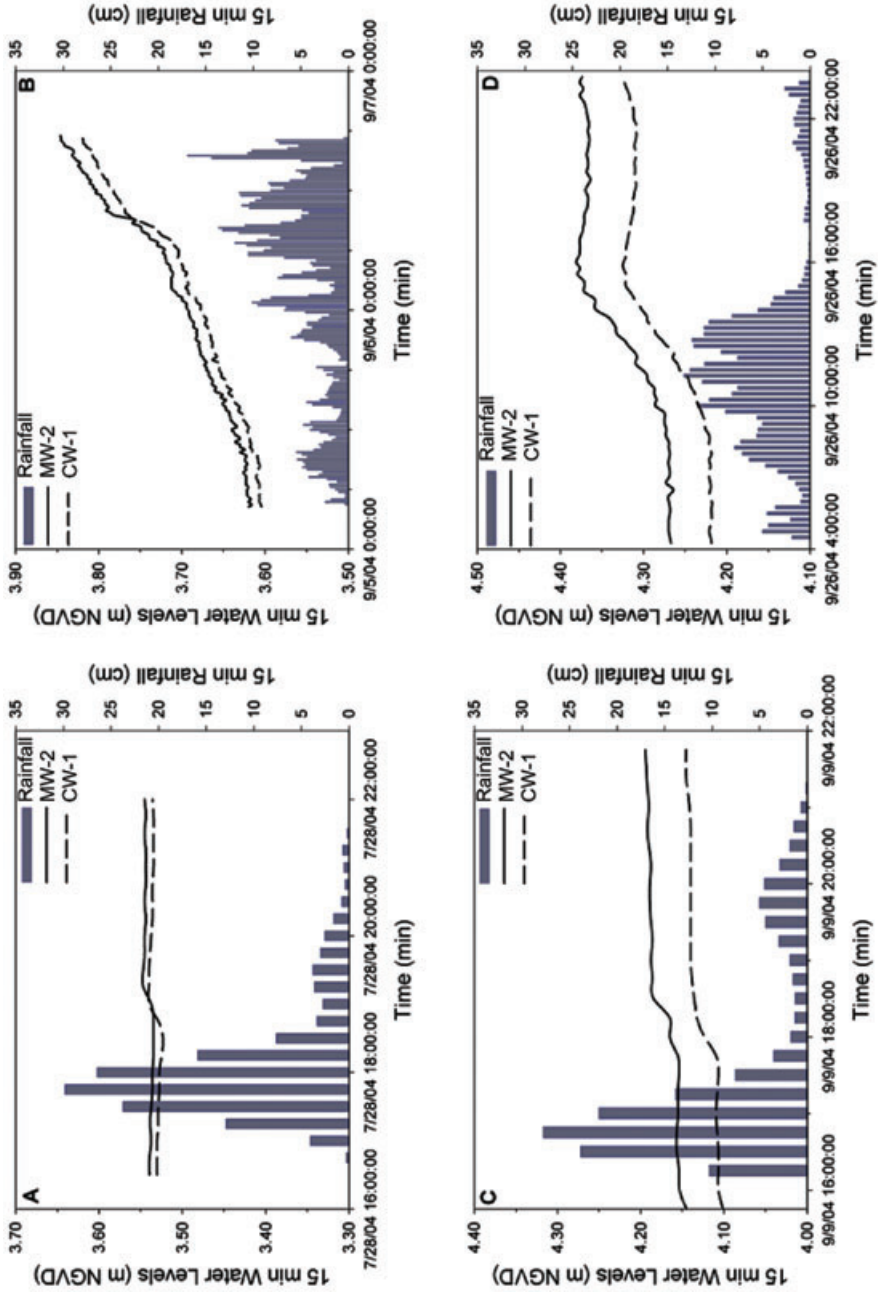 A
Rainfall
MW-2
CW-1
15 min Water Levels (m NGVD)
3.70
3.60
3.50
3.40
3.30
15 min Rainfall (cm)
35
30
25
20
15
10
5
0
7/28/04 16:00:00
7/28/04 18:00:00
7/28/04 20:00:00
7/28/04 22:00:00
Time (min)
B
Rainfall
MW-2
CW-1
15 min Water Levels (m NGVD)
3.90
3.80
3.70
3.60
3.50
15 min Rainfall (cm)
35
30
25
20
15
10
5
0
9/5/04 0:00:00
9/6/04 0:00:00
9/7/04 0:00:00
Time (min)
C
Rainfall
MW-2
CW-1
15 min Water Levels (m NGVD)
4.40
4.30
4.20
4.10
4.00
15 min Rainfall (cm)
35
30
25
20
15
10
5
0
9/9/04 16:00:00
9/9/04 18:00:00
9/9/04 20:00:00
9/9/04 22:00:00
Time (min)
D
Rainfall
MW-2
CW-1
15 min Water Levels (m NGVD)
4.50
4.40
4.30
4.20
4.10
15 min Rainfall (cm)
35
30
25
20
15
10
5
0
9/26/04 4:00:00
9/26/04 10:00:00
9/26/04 16:00:00
9/26/04 22:00:00
Time (min)